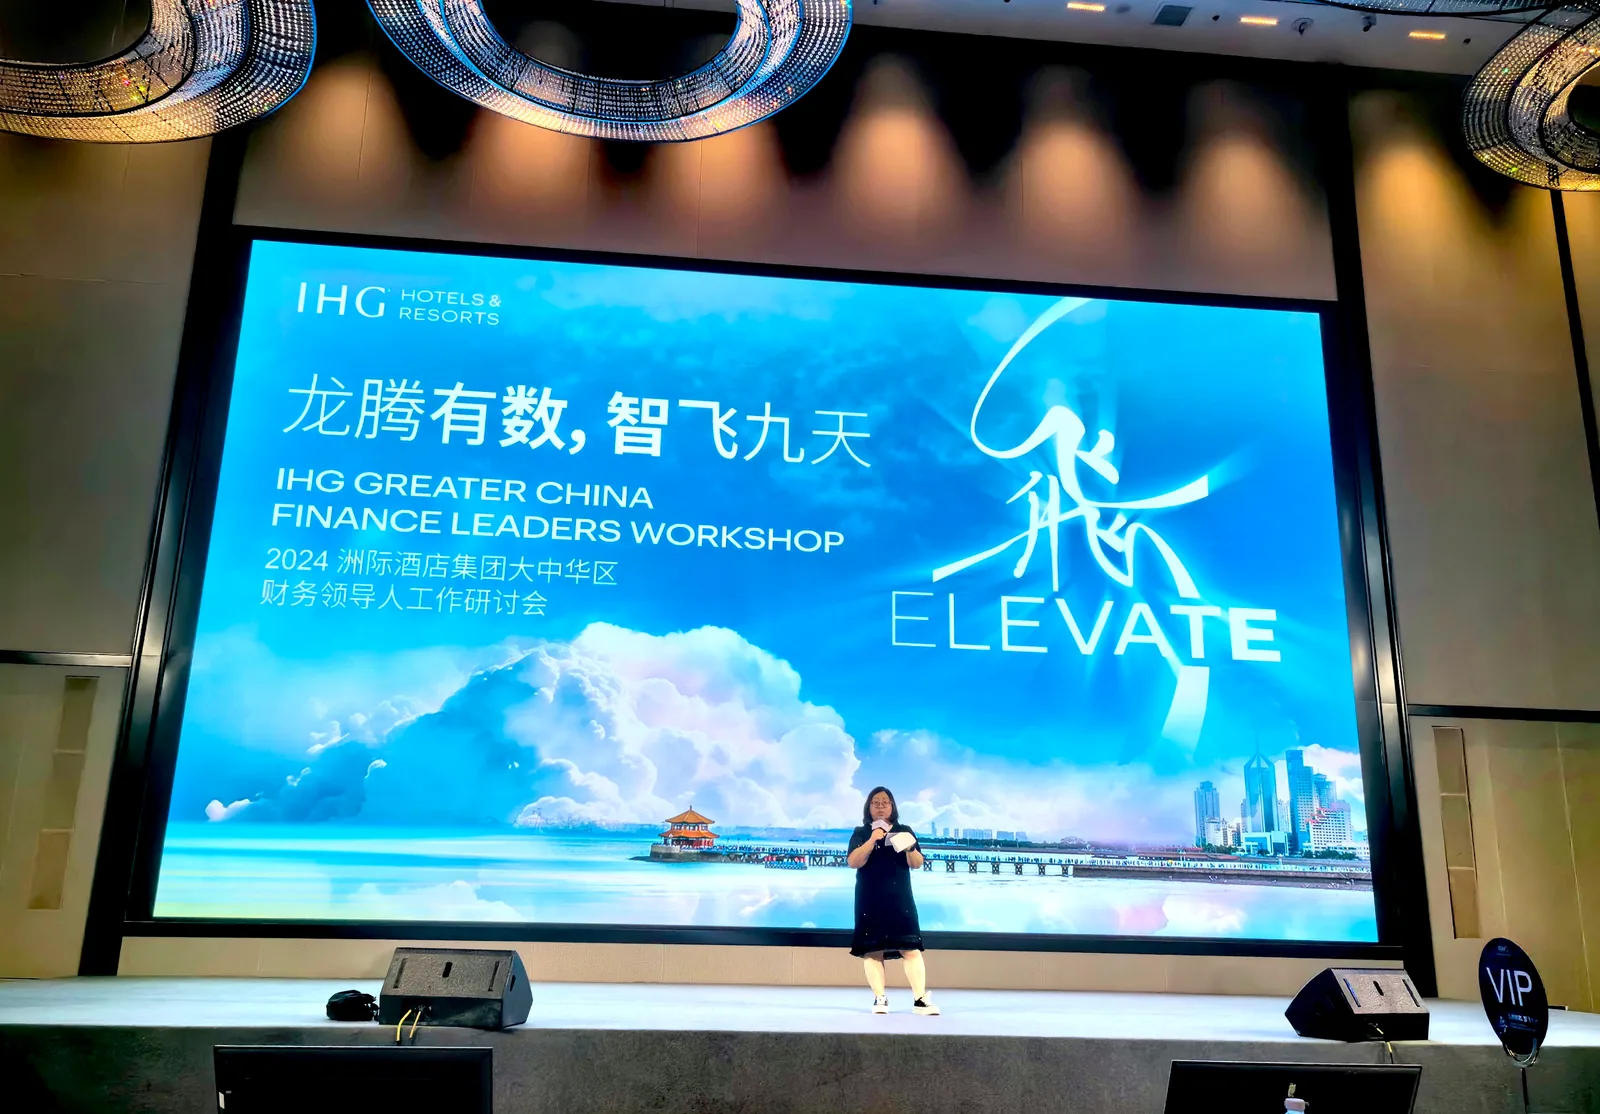 IHG HOTELS &
RESORTS
龙腾有数，智飞九天
IHG GREATER CHINA
FINANCE LEADERS WORKSHOP
2024 洲际酒店集团大中华区
财务领导人工作研讨会
飛
ELEVATE
VIP